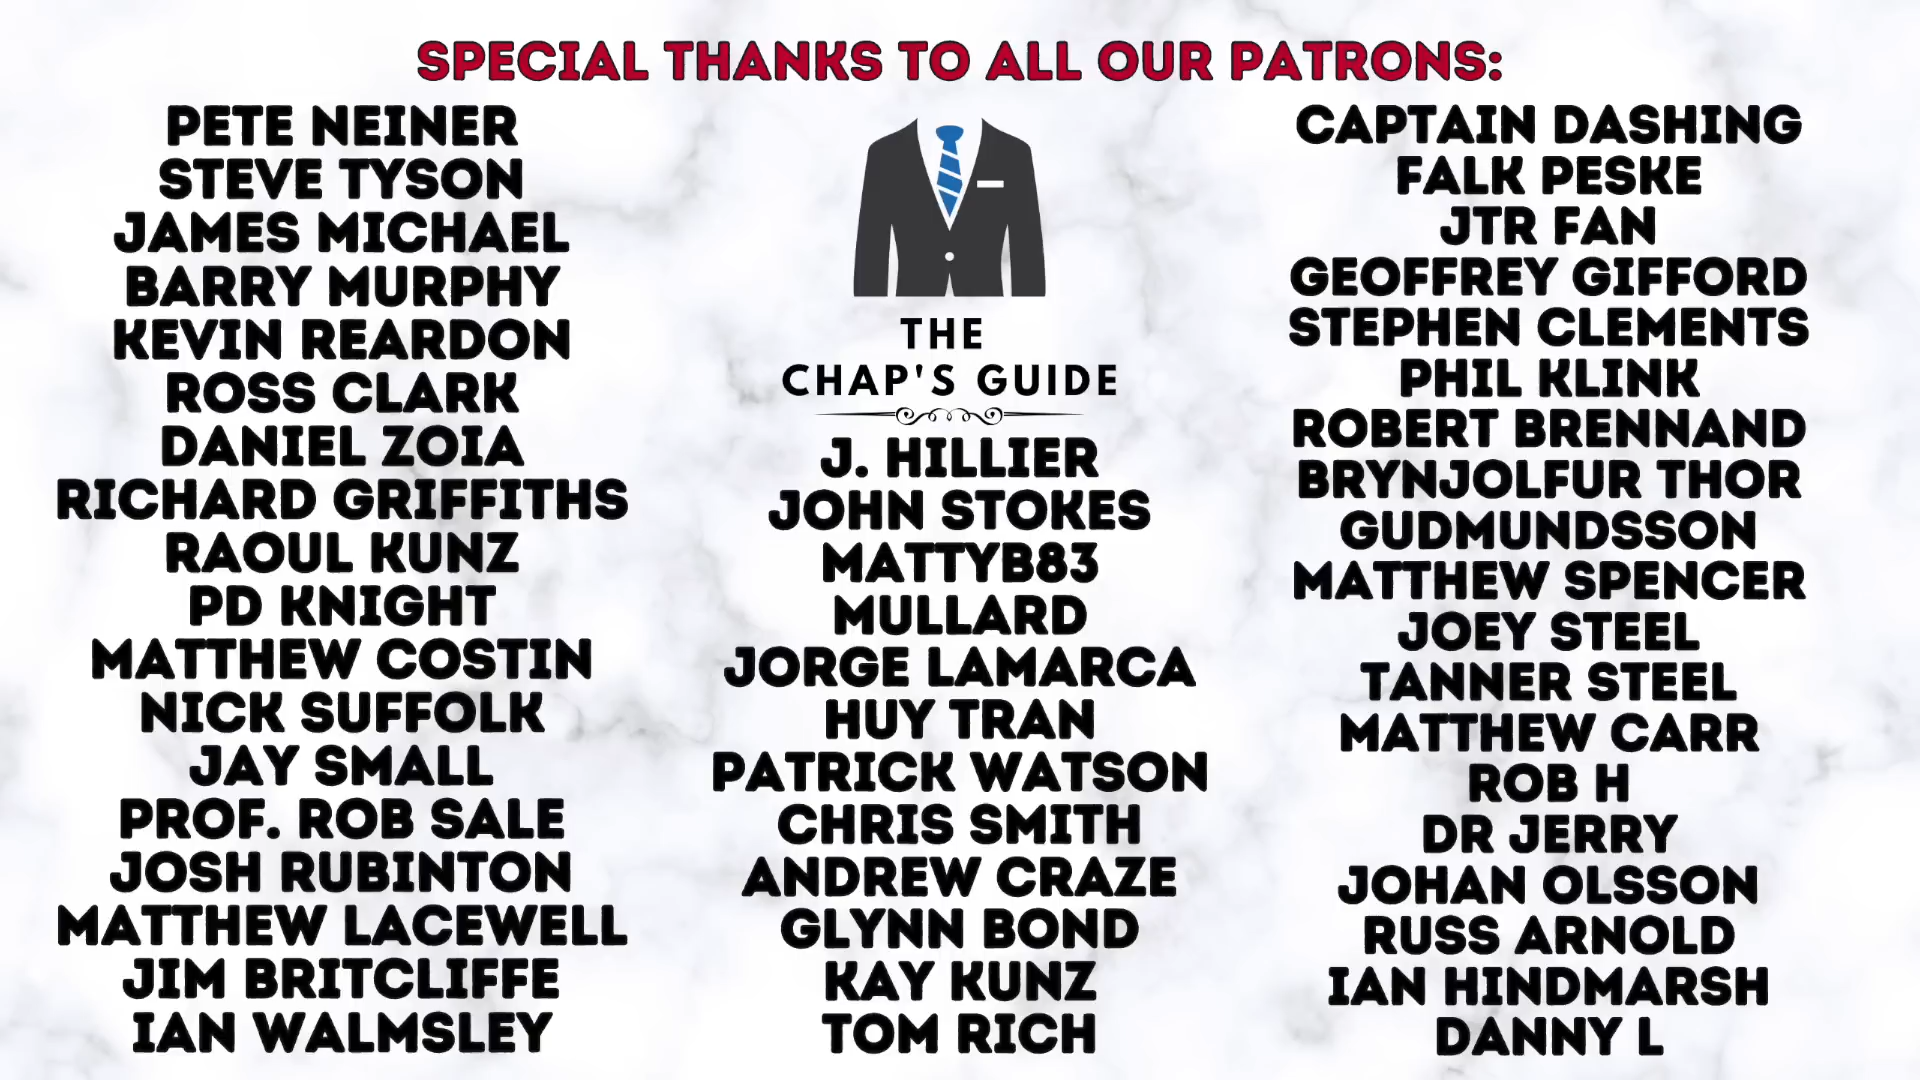 SPECIAL THANKS TO ALL OUR PATRONS:
PETE NEINER
STEVE TYSON
JAMES MICHAEL
BARRY MURPHY
KEVIN REARDON
ROSS CLARK
DANIEL ZOIA
RICHARD GRIFFITHS
RAOUL KUNZ
PD KNIGHT
MATTHEW COSTIN
NICK SUFFOLK
JAY SMALL
PROF. ROB SALE
JOSH RUBINTON
MATTHEW LACEWELL
JIM BRITCLIFFE
IAN WALMSLEY
THE
CHAP'S GUIDE
J. HILLIER
JOHN STOKES
MATTYB83
MULLARD
JORGE LAMARCA
HUY TRAN
PATRICK WATSON
CHRIS SMITH
ANDREW CRAZE
GLYNN BOND
KAY KUNZ
TOM RICH
CAPTAIN DASHING
FALK PESKE
JTR FAN
GEOFFREY GIFFORD
STEPHEN CLEMENTS
PHIL KLINK
ROBERT BRENNAND
BRYNJOLFUR THOR
GUDMUNDSSON
MATTHEW SPENCER
JOEY STEEL
TANNER STEEL
MATTHEW CARR
ROB H
DR JERRY
JOHAN OLSSON
RUSS ARNOLD
IAN HINDMARSH
DANNY L